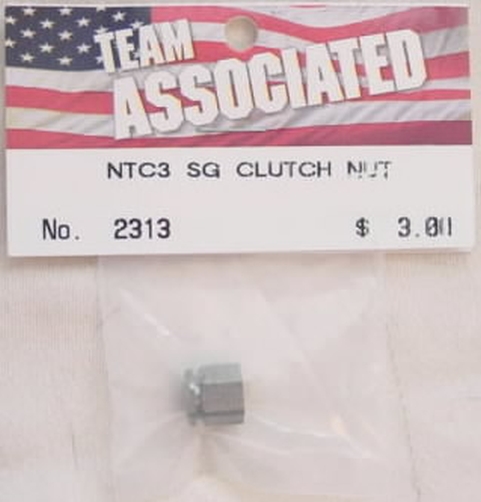 TEAM
ASSOCIATED
NTC3 SG CLUTCH NUT
No. 2313 $ 3.00